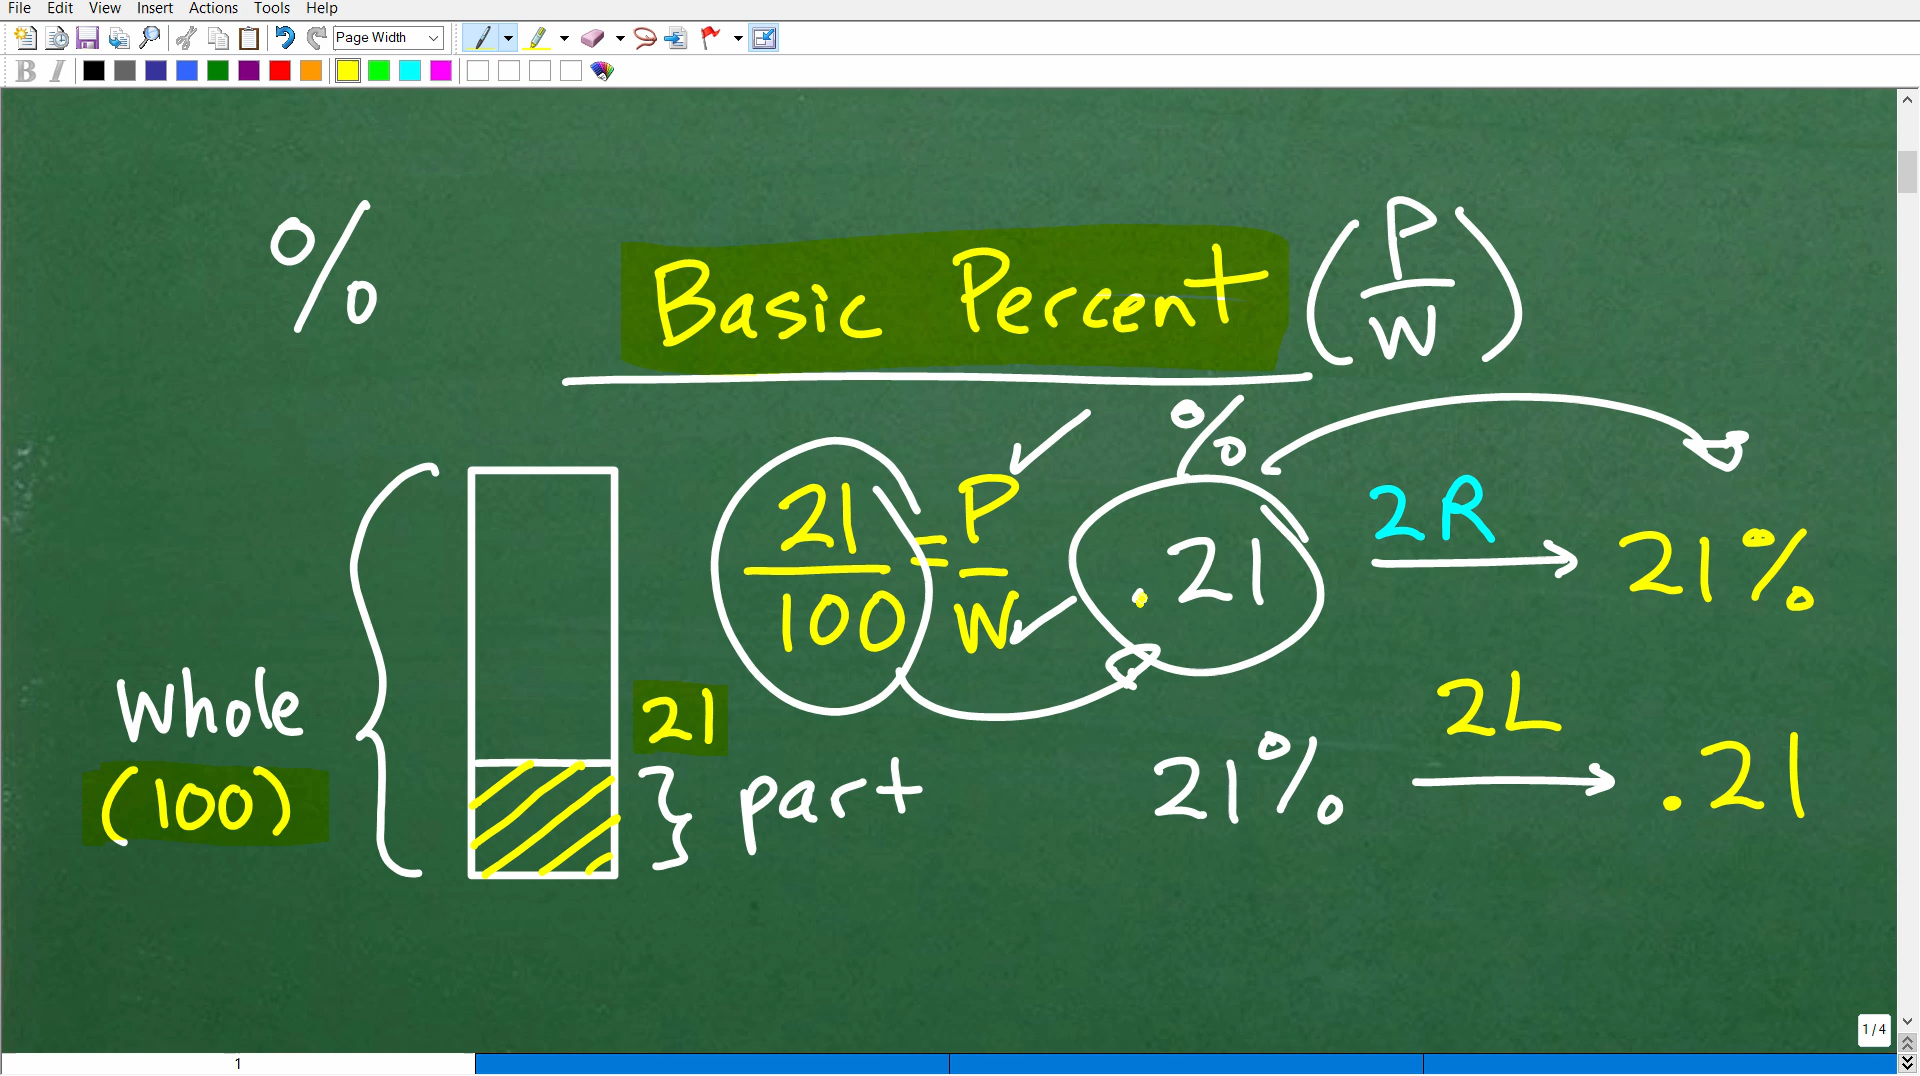 File Edit View Insert Actions Tools Help
Page Width
B I
%
Basic Percent (P/W)
%
21/100 = P/W
.21
2R
21%
Whole
(100)
21
part
21%
2L
.21
1 / 4
1